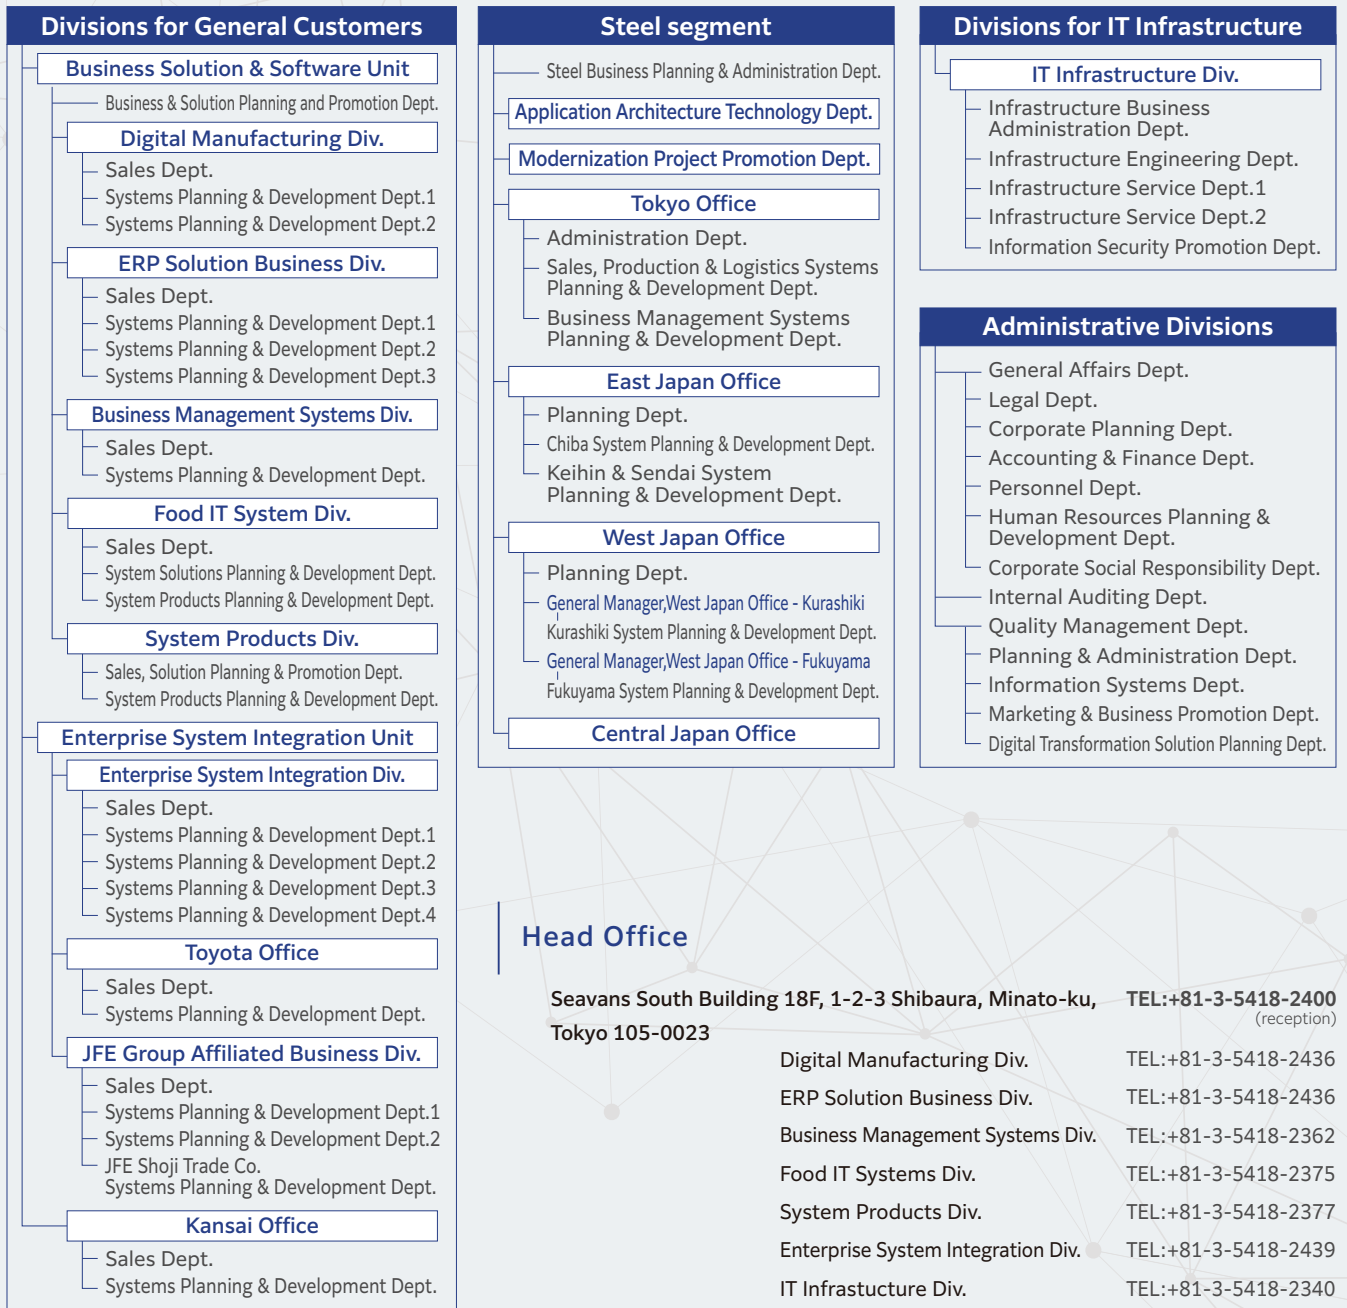 Divisions for General Customers
Business Solution & Software Unit
Business & Solution Planning and Promotion Dept.
Digital Manufacturing Div.
Sales Dept.
Systems Planning & Development Dept.1
Systems Planning & Development Dept.2
ERP Solution Business Div.
Sales Dept.
Systems Planning & Development Dept.1
Systems Planning & Development Dept.2
Systems Planning & Development Dept.3
Business Management Systems Div.
Sales Dept.
Systems Planning & Development Dept.
Food IT System Div.
Sales Dept.
System Solutions Planning & Development Dept.
System Products Planning & Development Dept.
System Products Div.
Sales, Solution Planning & Promotion Dept.
System Products Planning & Development Dept.
Enterprise System Integration Unit
Enterprise System Integration Div.
Sales Dept.
Systems Planning & Development Dept.1
Systems Planning & Development Dept.2
Systems Planning & Development Dept.3
Systems Planning & Development Dept.4
Toyota Office
Sales Dept.
Systems Planning & Development Dept.
JFE Group Affiliated Business Div.
Sales Dept.
Systems Planning & Development Dept.1
Systems Planning & Development Dept.2
JFE Shoji Trade Co.
Systems Planning & Development Dept.
Kansai Office
Sales Dept.
Systems Planning & Development Dept.
Steel segment
Steel Business Planning & Administration Dept.
Application Architecture Technology Dept.
Modernization Project Promotion Dept.
Tokyo Office
Administration Dept.
Sales, Production & Logistics Systems
Planning & Development Dept.
Business Management Systems
Planning & Development Dept.
East Japan Office
Planning Dept.
Chiba System Planning & Development Dept.
Keihin & Sendai System
Planning & Development Dept.
West Japan Office
Planning Dept.
General Manager,West Japan Office - Kurashiki
Kurashiki System Planning & Development Dept.
General Manager,West Japan Office - Fukuyama
Fukuyama System Planning & Development Dept.
Central Japan Office
Divisions for IT Infrastructure
IT Infrastructure Div.
Infrastructure Business
Administration Dept.
Infrastructure Engineering Dept.
Infrastructure Service Dept.1
Infrastructure Service Dept.2
Information Security Promotion Dept.
Administrative Divisions
General Affairs Dept.
Legal Dept.
Corporate Planning Dept.
Accounting & Finance Dept.
Personnel Dept.
Human Resources Planning &
Development Dept.
Corporate Social Responsibility Dept.
Internal Auditing Dept.
Quality Management Dept.
Planning & Administration Dept.
Information Systems Dept.
Marketing & Business Promotion Dept.
Digital Transformation Solution Planning Dept.
Head Office
Seavans South Building 18F, 1-2-3 Shibaura, Minato-ku, TEL:+81-3-5418-2400
(reception)
Tokyo 105-0023
Digital Manufacturing Div. TEL:+81-3-5418-2436
ERP Solution Business Div. TEL:+81-3-5418-2436
Business Management Systems Div. TEL:+81-3-5418-2362
Food IT Systems Div. TEL:+81-3-5418-2375
System Products Div. TEL:+81-3-5418-2377
Enterprise System Integration Div. TEL:+81-3-5418-2439
IT Infrastucture Div. TEL:+81-3-5418-2340